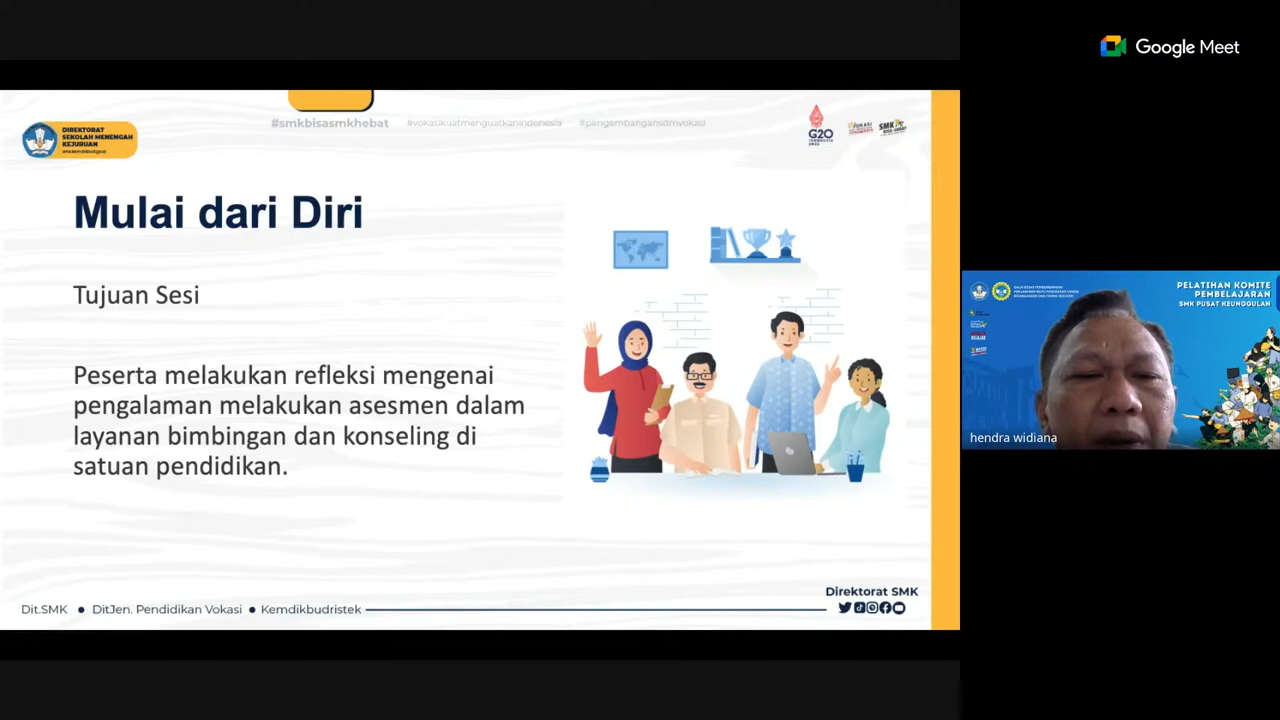 Google Meet
#smkbisasmkhebat #vokasikuatmenguatkanindonesia #pengembangansdmvokasi
DIREKTORAT
SEKOLAH MENENGAH
KEJURUAN
G20
Mulai dari Diri
Tujuan Sesi
Peserta melakukan refleksi mengenai
pengalaman melakukan asesmen dalam
layanan bimbingan dan konseling di
satuan pendidikan.
Direktorat SMK
Dit.SMK ● DitJen. Pendidikan Vokasi ● Kemdikbudristek
PELATIHAN KOMITE
PEMBELAJARAN
SMK PUSAT KEUNGGULAN
hendra widiana